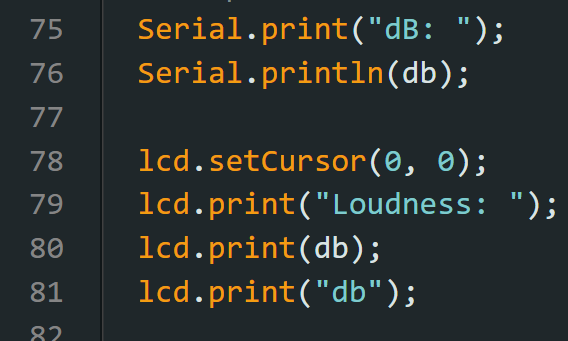 75 Serial.print("dB: ");
76 Serial.println(db);
77
78 lcd.setCursor(0, 0);
79 lcd.print("Loudness: ");
80 lcd.print(db);
81 lcd.print("db");
82